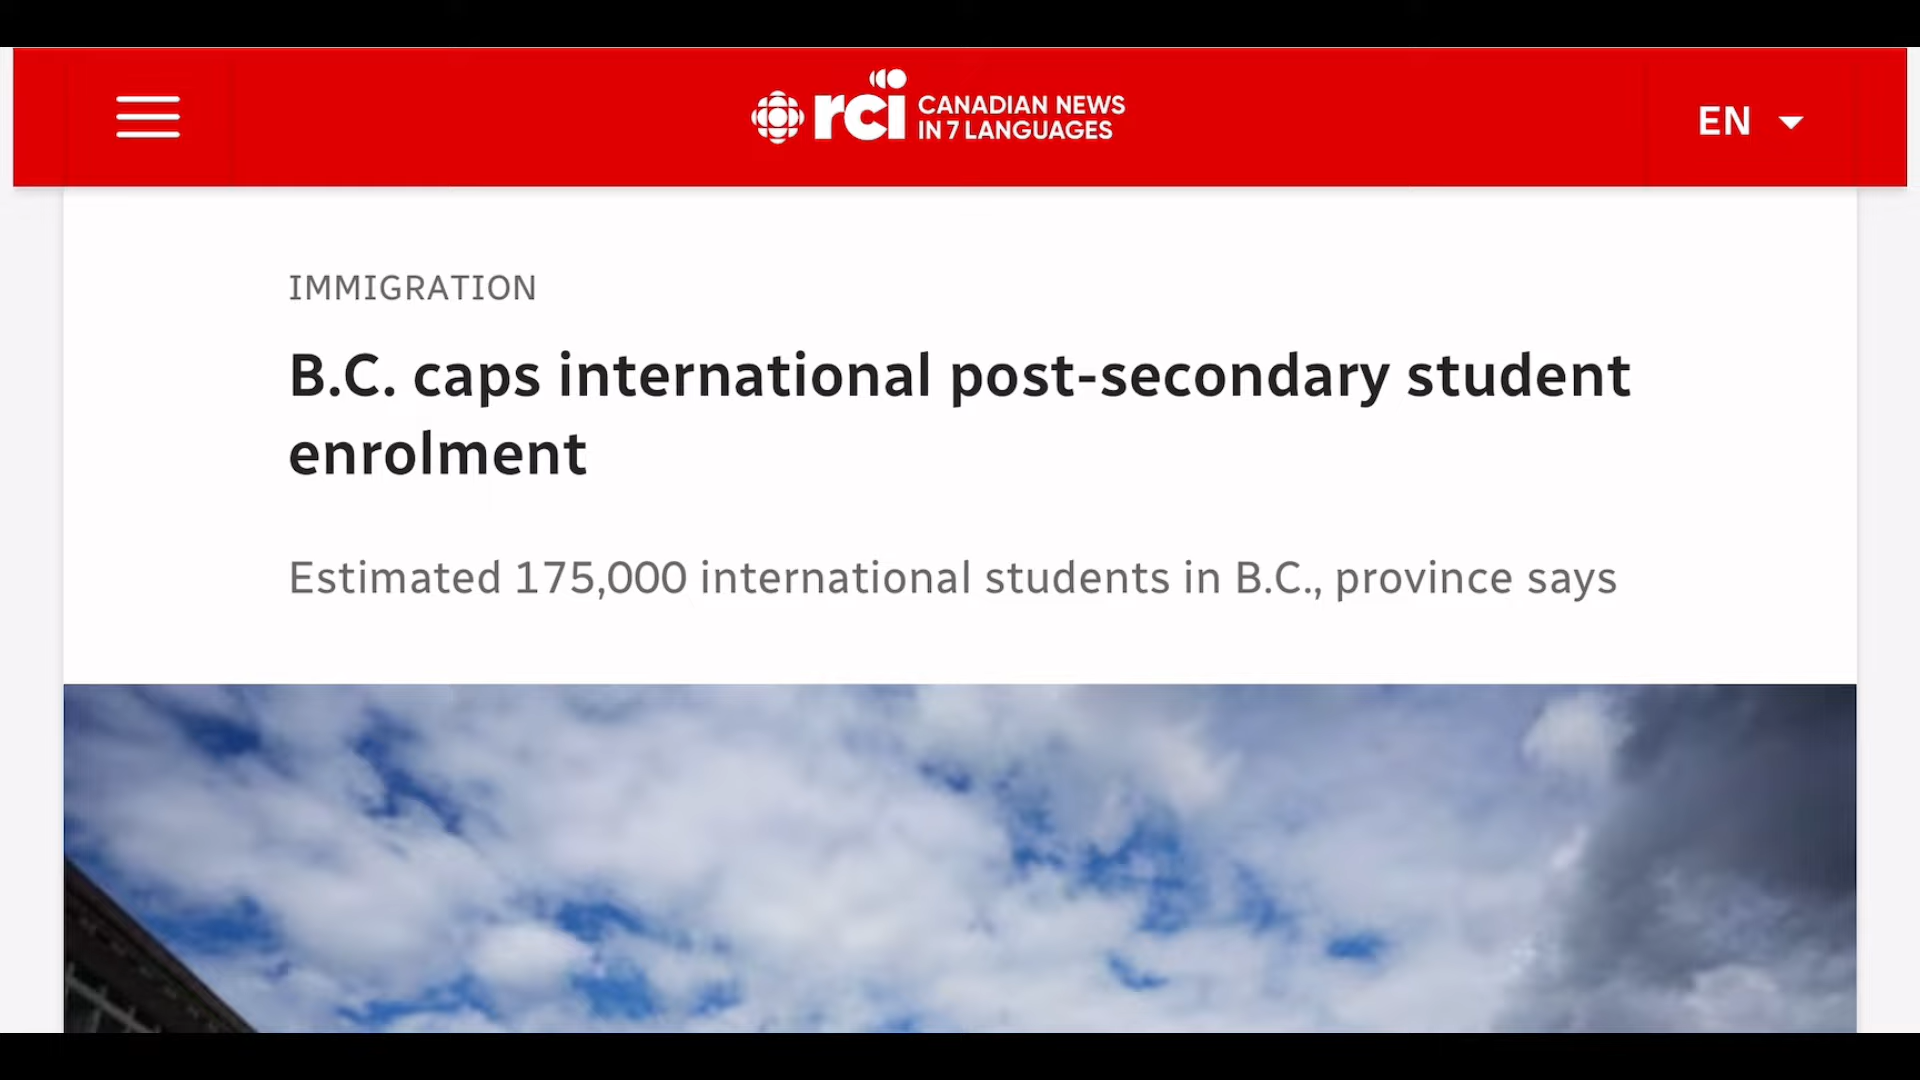 rci CANADIAN NEWS
IN 7 LANGUAGES
EN
IMMIGRATION
B.C. caps international post-secondary student
enrolment
Estimated 175,000 international students in B.C., province says